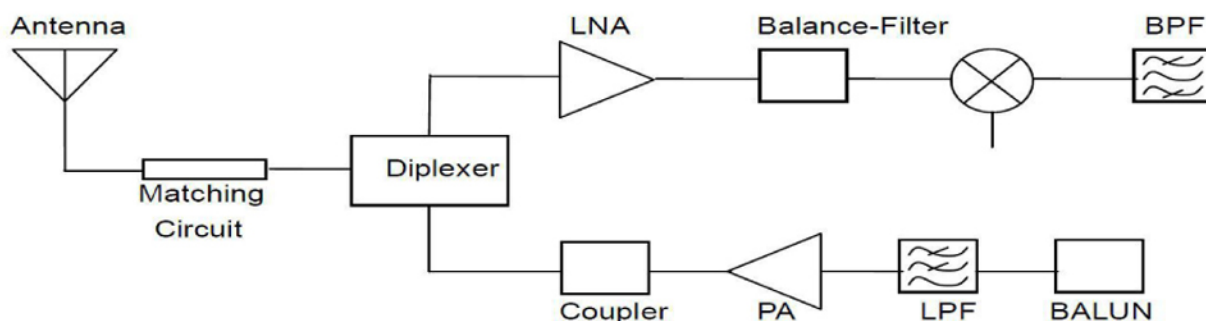 Antenna
LNA
Balance-Filter
BPF
Diplexer
Matching
Circuit
Coupler
PA
LPF
BALUN